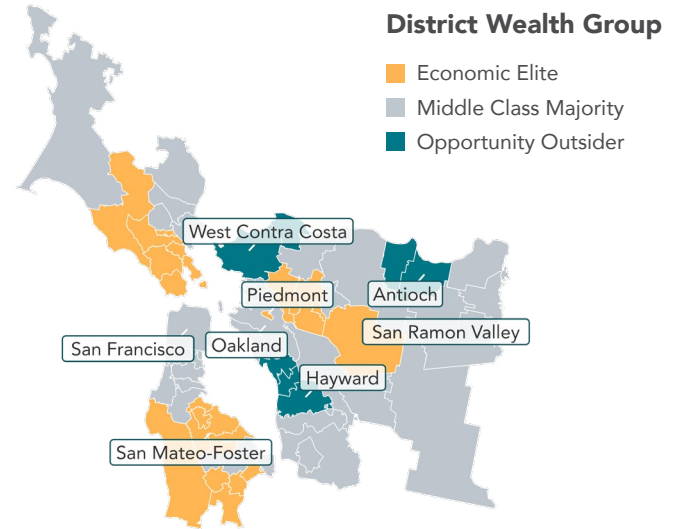 District Wealth Group
Economic Elite
Middle Class Majority
Opportunity Outsider
West Contra Costa
Piedmont
Antioch
San Ramon Valley
San Francisco
Oakland
Hayward
San Mateo-Foster